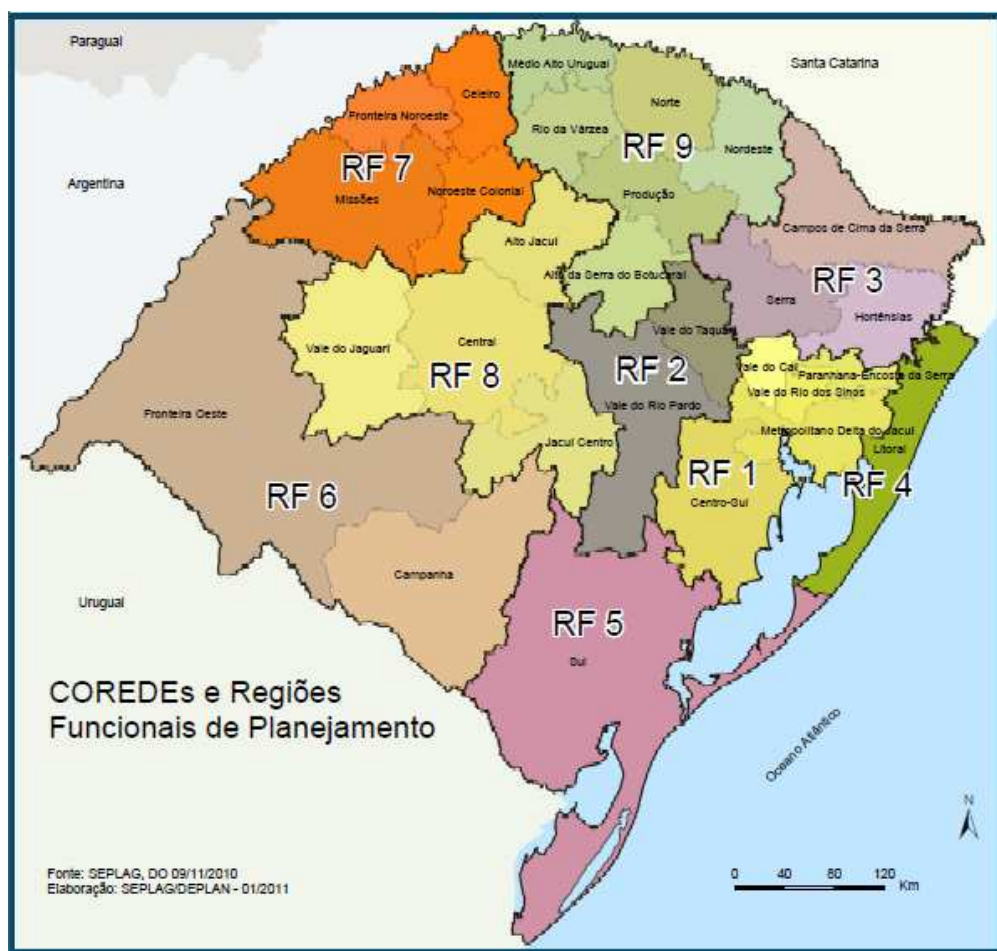 Paraguai
Santa Catarina
Médio Alto Uruguai
Celeiro
Norte
Fronteira Noroeste
Rio da Várzea
RF 9
Nordeste
RF 7
Argentina
Noroeste Colonial
Missões
Produção
Campos de Cima da Serra
Alto Jacuí
Alto da Serra do Botucaraí
RF 3
Serra
Hortênsias
Vale do Taquari
Central
Vale do Jaguari
RF 8
RF 2
Vale do Caí
Paranhana-Encosta da Serra
Vale do Rio dos Sinos
Fronteira Oeste
Vale do Rio Pardo
Metropolitano Delta do Jacuí
Jacuí Centro
Litoral
RF 1
RF 4
RF 6
Centro-Sul
Campanha
Uruguai
RF 5
Sul
COREDEs e Regiões
Funcionais de Planejamento
Oceano Atlântico
N
Fonte: SEPLAG, DO 09/11/2010
Elaboração: SEPLAG/DEPLAN - 01/2011
0 40 80 120
Km